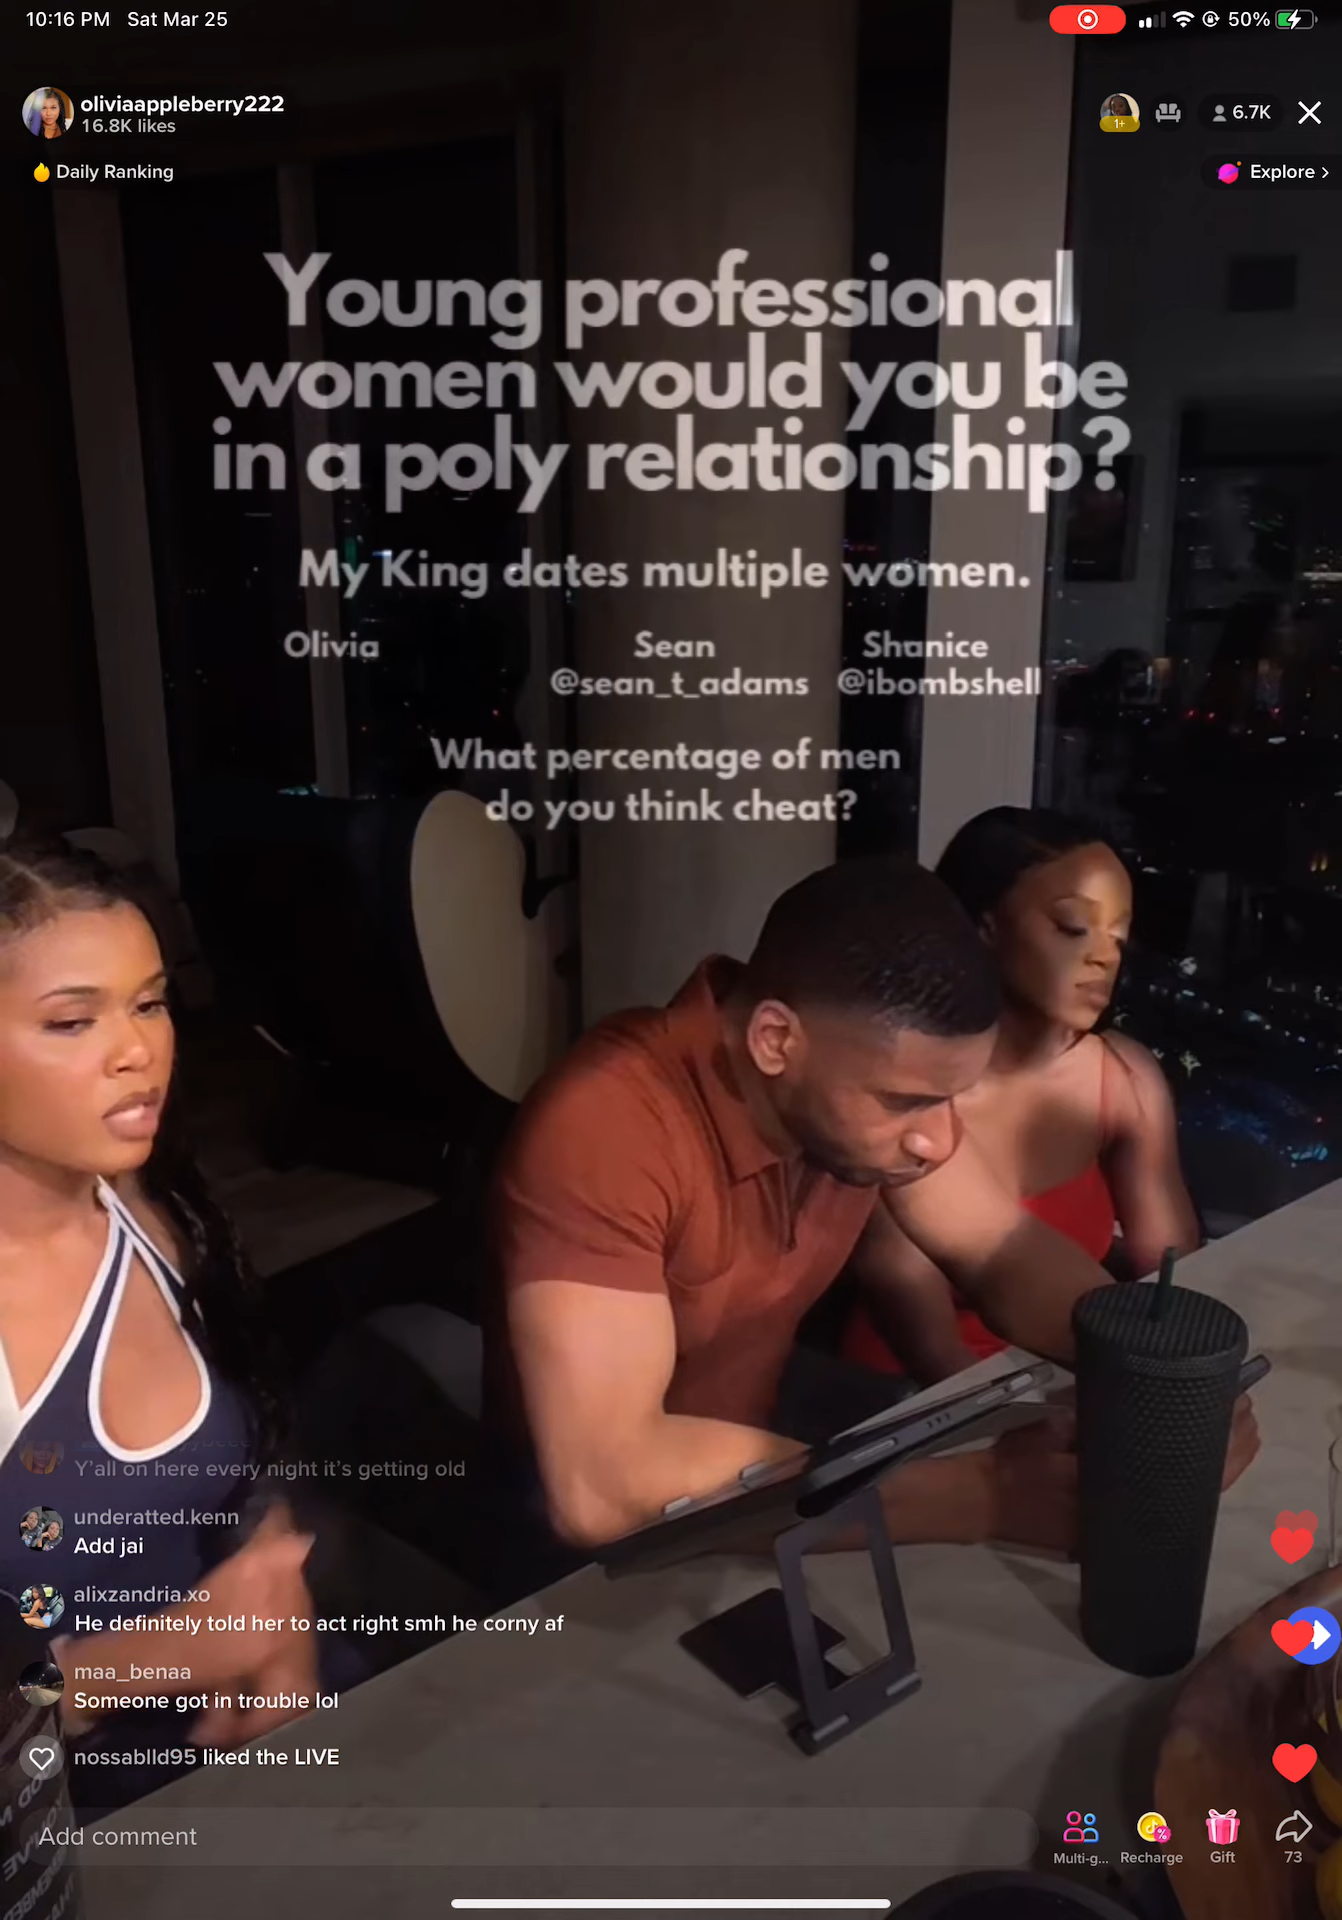 10:16 PM Sat Mar 25
50%
oliviaappleberry222
16.8K likes
1+
6.7K
Daily Ranking
Explore >
Young professional
women would you be
in a poly relationship?
My King dates multiple women.
Olivia Sean Shanice
@sean_t_adams @ibombshell
What percentage of men
do you think cheat?
Y'all on here every night it's getting old
underatted.kenn
Add jai
alixzandria.xo
He definitely told her to act right smh he corny af
maa_benaa
Someone got in trouble lol
nossablld95 liked the LIVE
Add comment
Multi-g... Recharge Gift 73